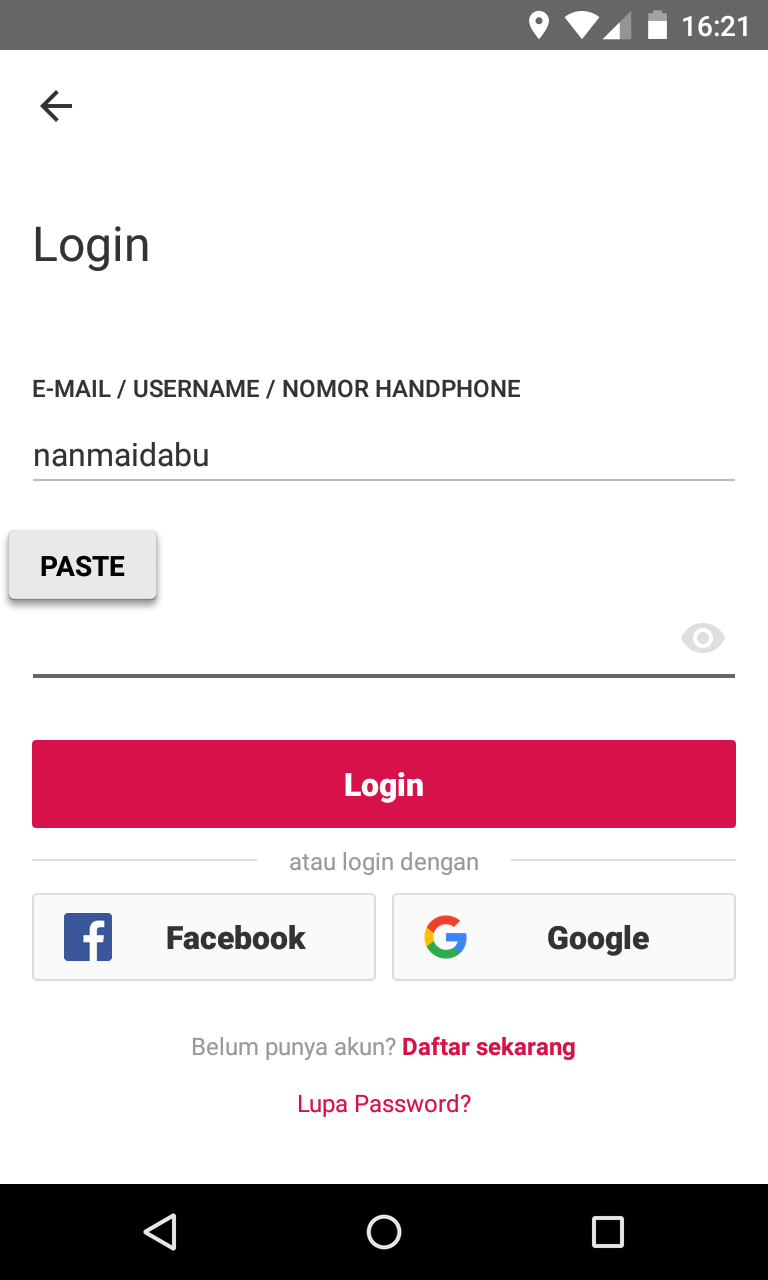 16:21
Login
E-MAIL / USERNAME / NOMOR HANDPHONE
nanmaidabu
PASTE
Login
atau login dengan
Facebook
Google
Belum punya akun? Daftar sekarang
Lupa Password?